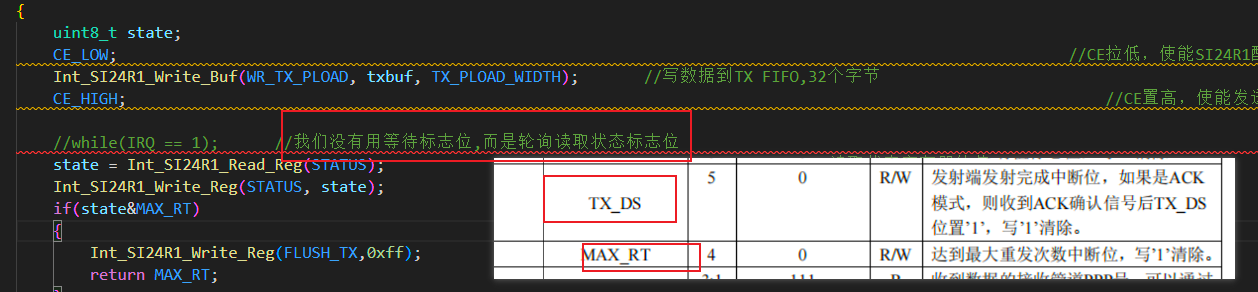 {
uint8_t state;
CE_LOW; //CE拉低，使能SI24R1配
Int_SI24R1_Write_Buf(WR_TX_PLOAD, txbuf, TX_PLOAD_WIDTH); //写数据到TX FIFO,32个字节
CE_HIGH; //CE置高，使能发送
//while(IRQ == 1); //我们没有用等待标志位,而是轮询读取状态标志位
state = Int_SI24R1_Read_Reg(STATUS);
Int_SI24R1_Write_Reg(STATUS, state);
if(state&MAX_RT)
{
Int_SI24R1_Write_Reg(FLUSH_TX,0xff);
return MAX_RT;
TX_DS 5 0 R/W 发射端发射完成中断位，如果是ACK
模式，则收到ACK确认信号后TX_DS
位置'1'，写'1'清除。
MAX_RT 4 0 R/W 达到最大重发次数中断位，写'1'清除。